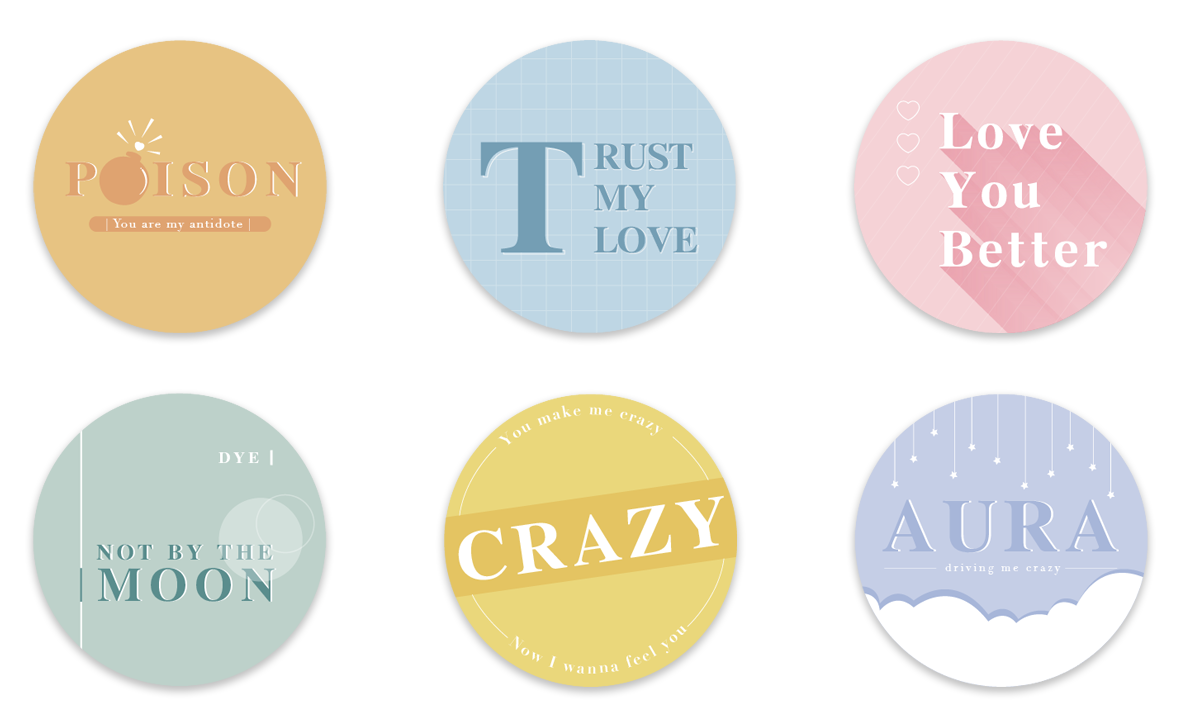 POISON
| You are my antidote |
TRUST
MY
LOVE
Love
You
Better
DYE |
NOT BY THE
MOON
You make me crazy
CRAZY
Now I wanna feel you
AURA
driving me crazy